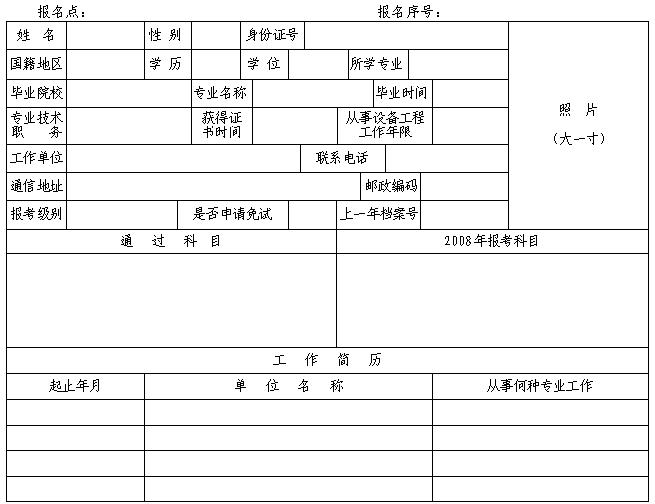 报名点： 报名序号：
姓 名 性 别 身份证号
国籍地区 学 历 学 位 所学专业
毕业院校 专业名称 毕业时间
照 片
（大一寸）
专业技术
职 务
获得证
书时间
从事设备工程
工作年限
工作单位 联系电话
通信地址 邮政编码
报考级别 是否申请免试 上一年档案号
通 过 科 目 2008年报考科目
工 作 简 历
起止年月 单 位 名 称 从事何种专业工作